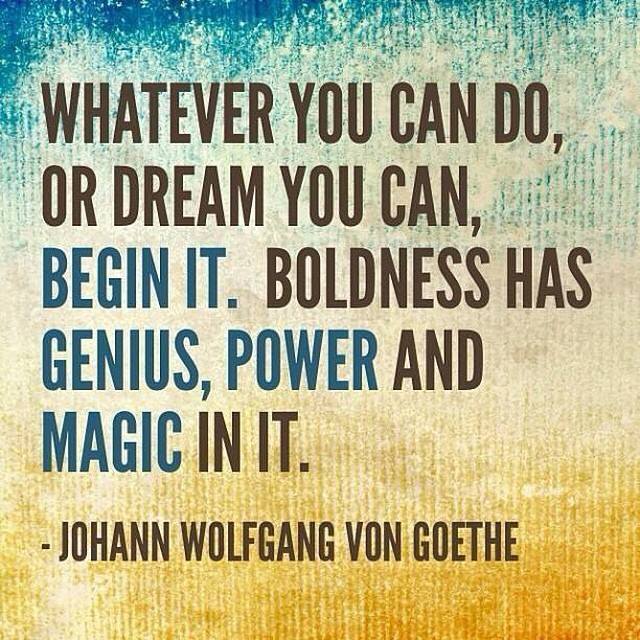 WHATEVER YOU CAN DO,
OR DREAM YOU CAN,
BEGIN IT. BOLDNESS HAS
GENIUS, POWER AND
MAGIC IN IT.
- JOHANN WOLFGANG VON GOETHE